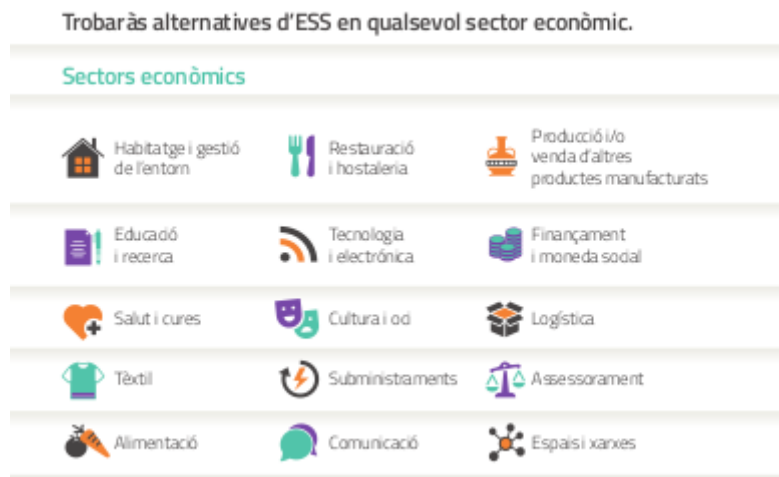 Trobaràs alternatives d'ESS en qualsevol sector econòmic.
Sectors econòmics
Habitatge i gestió
de l'entorn
Restauració
i hostaleria
Producció i/o
venda d'altres
productes manufacturats
Educació
i recerca
Tecnologia
i electrónica
Finançament
i moneda social
Salut i cures
Cultura i oci
Logística
Tèxtil
Subministraments
Assessorament
Alimentació
Comunicació
Espais i xarxes